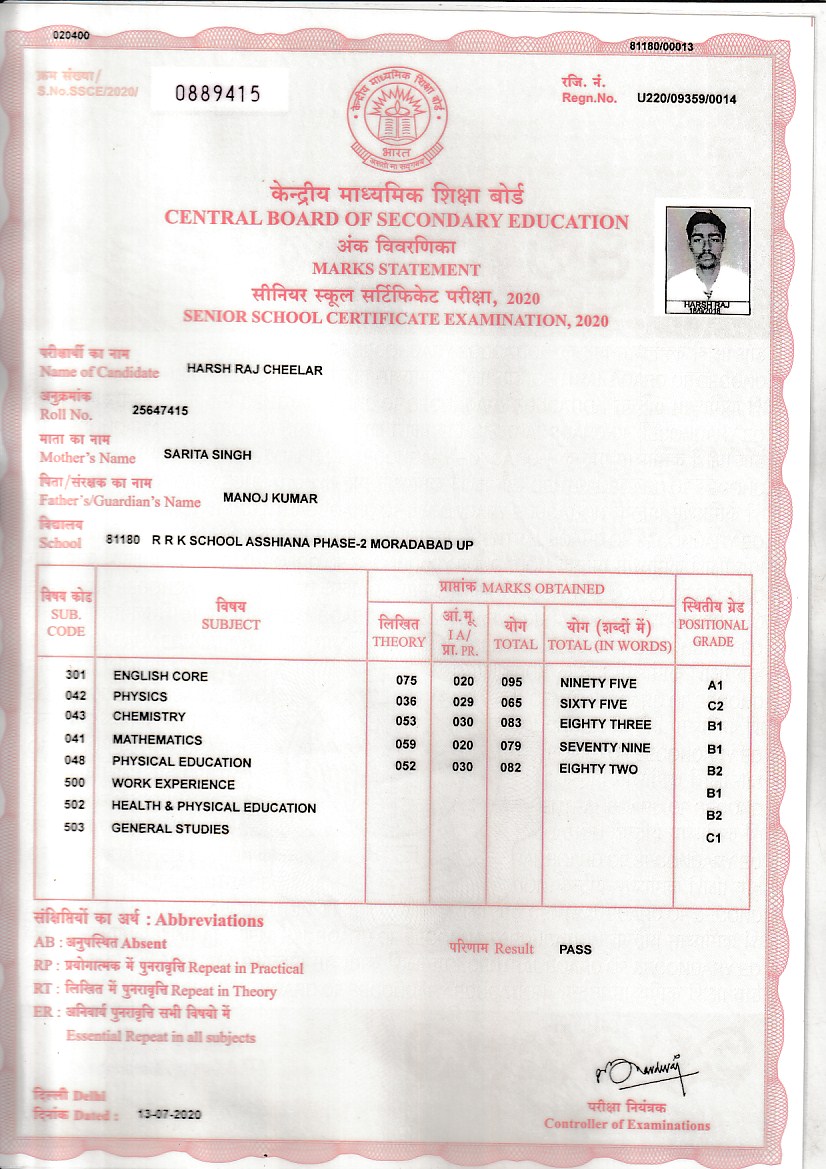 020400
81180/00013
क्रम संख्या/
S.No.SSCE/2020/
0889415
रजि. नं.
Regn.No. U220/09359/0014
केन्द्रीय माध्यमिक शिक्षा बोर्ड
भारत
असतो मा सद्गमय
केन्द्रीय माध्यमिक शिक्षा बोर्ड
CENTRAL BOARD OF SECONDARY EDUCATION
अंक विवरणिका
MARKS STATEMENT
सीनियर स्कूल सर्टिफिकेट परीक्षा, 2020
SENIOR SCHOOL CERTIFICATE EXAMINATION, 2020
HARSH RAJ
परीक्षार्थी का नाम
Name of Candidate HARSH RAJ CHEELAR
अनुक्रमांक
Roll No. 25647415
माता का नाम
Mother's Name SARITA SINGH
पिता/संरक्षक का नाम
Father's/Guardian's Name MANOJ KUMAR
विद्यालय
School 81180 R R K SCHOOL ASSHIANA PHASE-2 MORADABAD UP
विषय कोड
SUB.
CODE
विषय
SUBJECT
प्राप्तांक MARKS OBTAINED
लिखित
THEORY
आं.मू.
I A/
प्रा. PR.
योग
TOTAL
योग (शब्दों में)
TOTAL (IN WORDS)
स्थितीय ग्रेड
POSITIONAL
GRADE
301 ENGLISH CORE 075 020 095 NINETY FIVE A1
042 PHYSICS 036 029 065 SIXTY FIVE C2
043 CHEMISTRY 053 030 083 EIGHTY THREE B1
041 MATHEMATICS 059 020 079 SEVENTY NINE B1
048 PHYSICAL EDUCATION 052 030 082 EIGHTY TWO B2
500 WORK EXPERIENCE B1
502 HEALTH & PHYSICAL EDUCATION B2
503 GENERAL STUDIES C1
संक्षिप्तियों का अर्थ : Abbreviations
AB : अनुपस्थित Absent
परिणाम Result PASS
RP : प्रयोगात्मक में पुनरावृत्ति Repeat in Practical
RT : लिखित में पुनरावृत्ति Repeat in Theory
ER : अनिवार्य पुनरावृत्ति सभी विषयो में
Essential Repeat in all subjects
दिल्ली Delhi
दिनांक Dated : 13-07-2020
परीक्षा नियंत्रक
Controller of Examinations